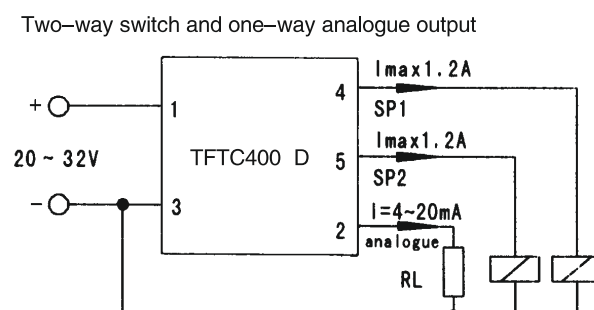 Two–way switch and one–way analogue output
Imax1.2A
4
SP1
+
1
Imax1.2A
20 ~ 32V
TFTC400 D
5
SP2
−
3
i=4~20mA
2
analogue
RL